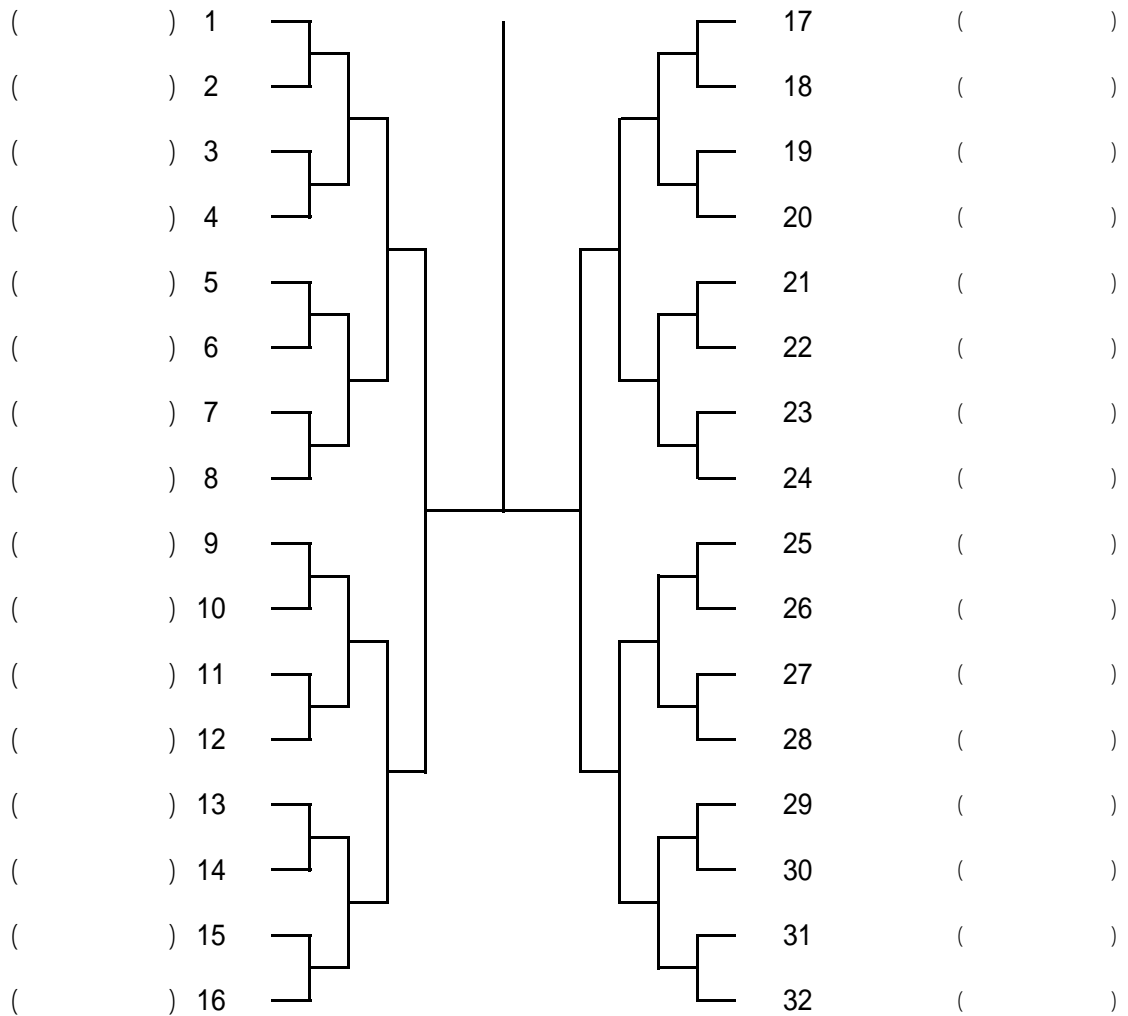 ( ) 1 17 ( )
( ) 2 18 ( )
( ) 3 19 ( )
( ) 4 20 ( )
( ) 5 21 ( )
( ) 6 22 ( )
( ) 7 23 ( )
( ) 8 24 ( )
( ) 9 25 ( )
( ) 10 26 ( )
( ) 11 27 ( )
( ) 12 28 ( )
( ) 13 29 ( )
( ) 14 30 ( )
( ) 15 31 ( )
( ) 16 32 ( )